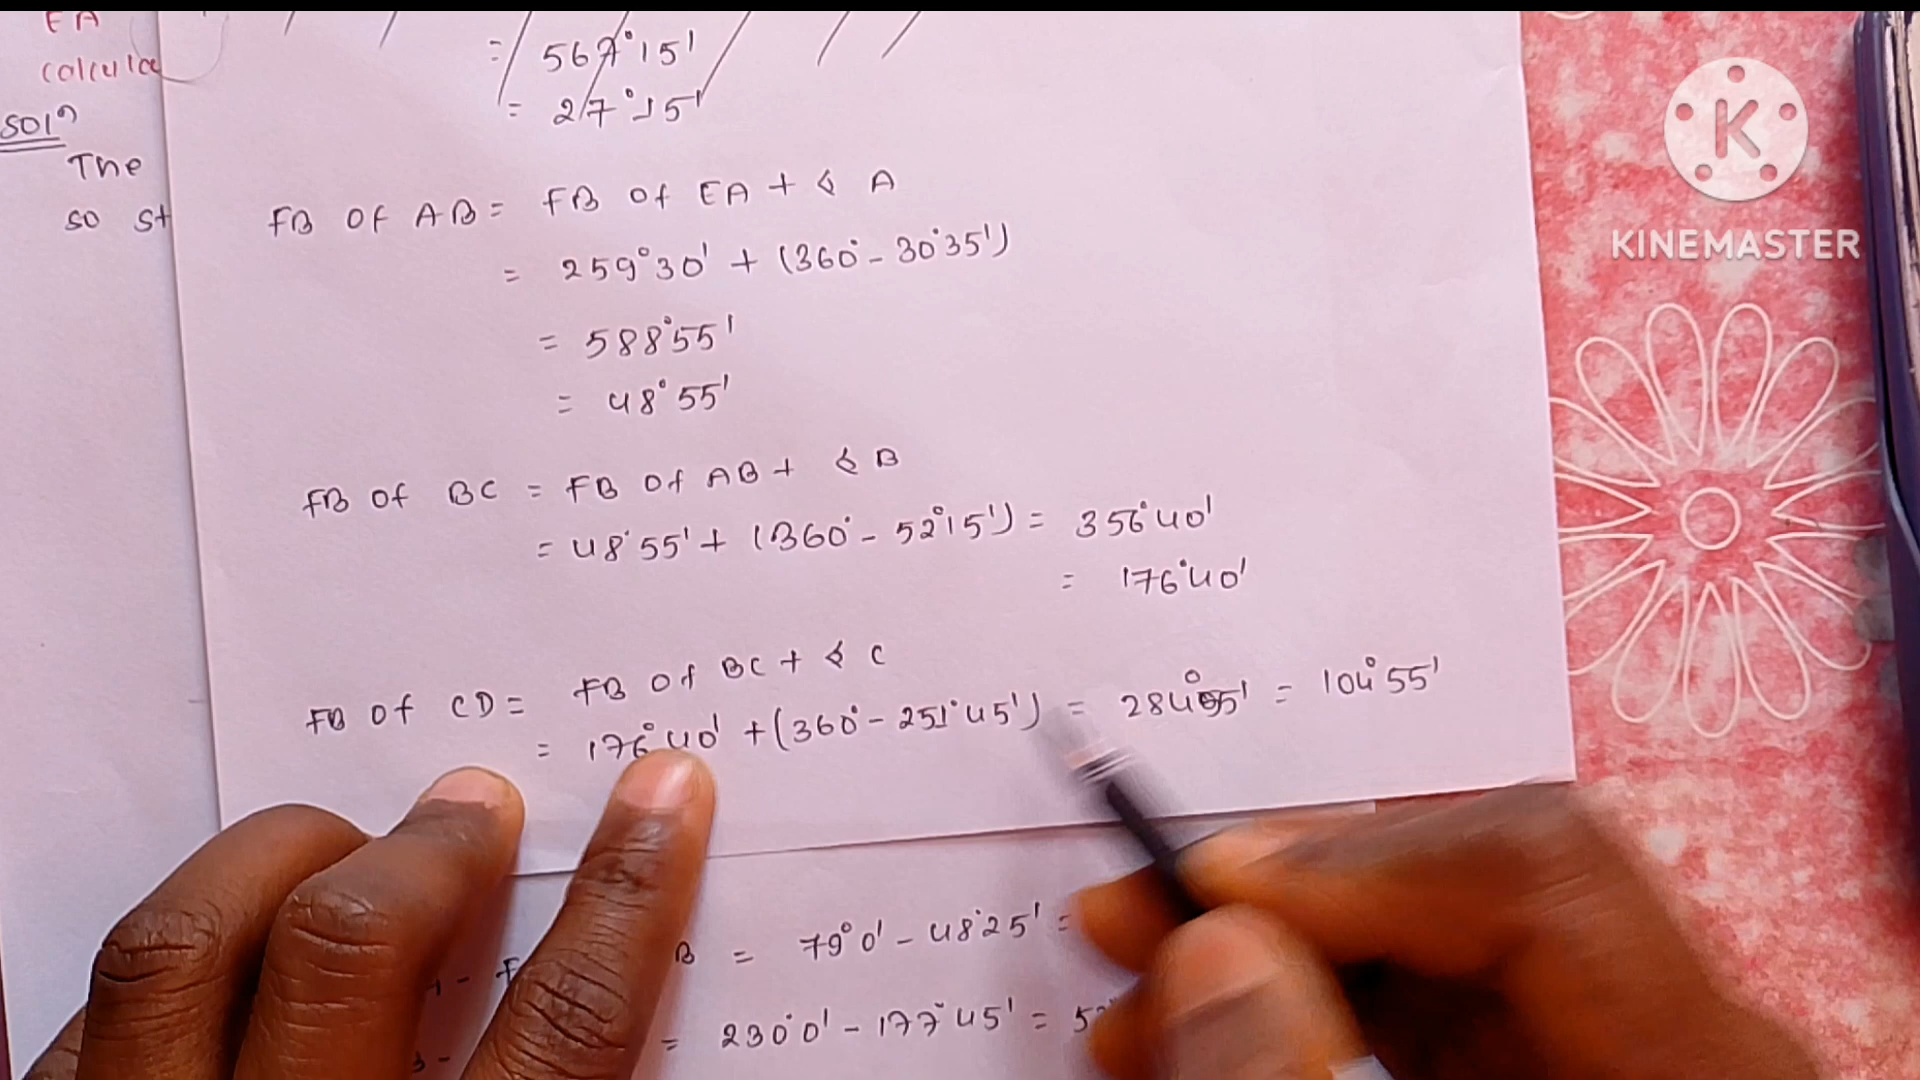 EA
calcula
Solⁿ
The
so st
= 567°15'
= 27°15'
FB Of AB = FB Of EA + ∢ A
= 259°30' + (360° - 30°35')
= 588°55'
= 48°55'
FB Of BC = FB Of AB + ∢ B
= 48°55' + (360° - 52°15') = 356°40'
= 176°40'
FB Of CD = FB Of BC + ∢ C
= 176°40' + (360° - 251°45') = 284°55' = 104°55'
B = 79°0' - 48°25' =
= 230°0' - 177°45' =
KINEMASTER